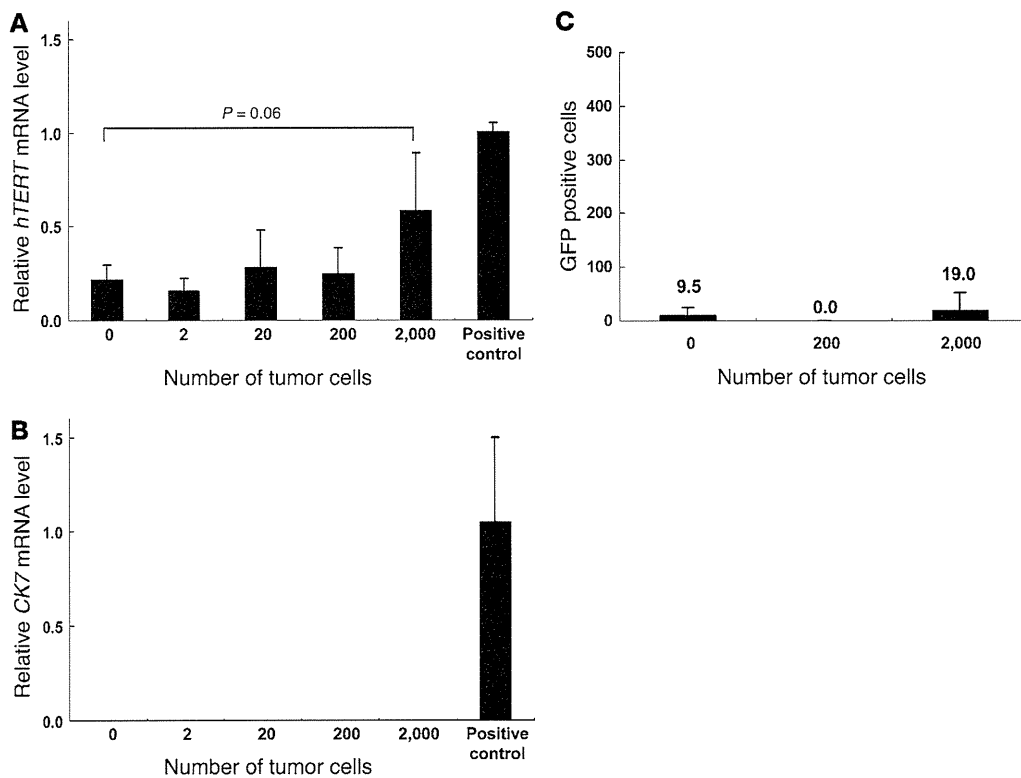 A
Relative hTERT mRNA level
1.5
1.0
0.5
0.0
P = 0.06
0 2 20 200 2,000 Positive control
Number of tumor cells
B
Relative CK7 mRNA level
1.5
1.0
0.5
0.0
0 2 20 200 2,000 Positive control
Number of tumor cells
C
GFP positive cells
500
400
300
200
100
0
9.5 0.0 19.0
0 200 2,000
Number of tumor cells